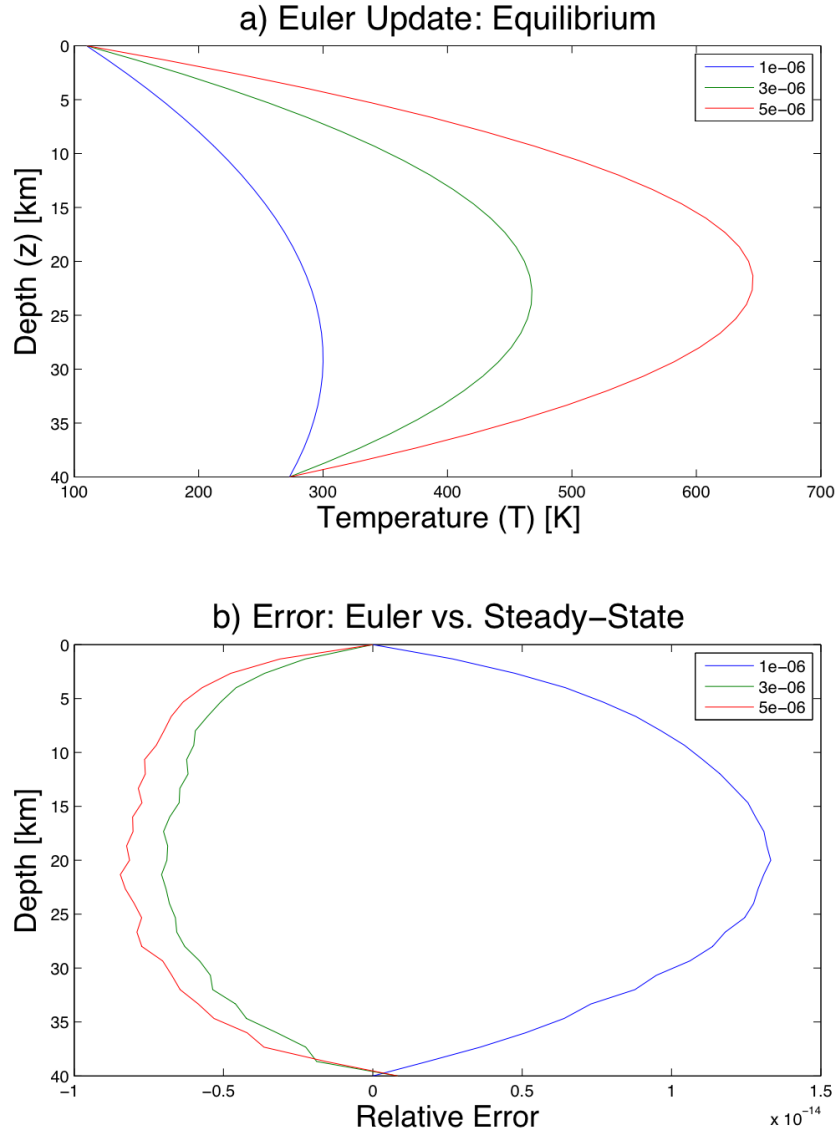 a) Euler Update: Equilibrium
0
5
10
15
20
25
30
35
40
Depth (z) [km]
1e−06
3e−06
5e−06
100
200
300
400
500
600
700
Temperature (T) [K]
b) Error: Euler vs. Steady−State
0
5
10
15
20
25
30
35
40
Depth [km]
1e−06
3e−06
5e−06
−1
−0.5
0
0.5
1
1.5
x 10⁻¹⁴
Relative Error